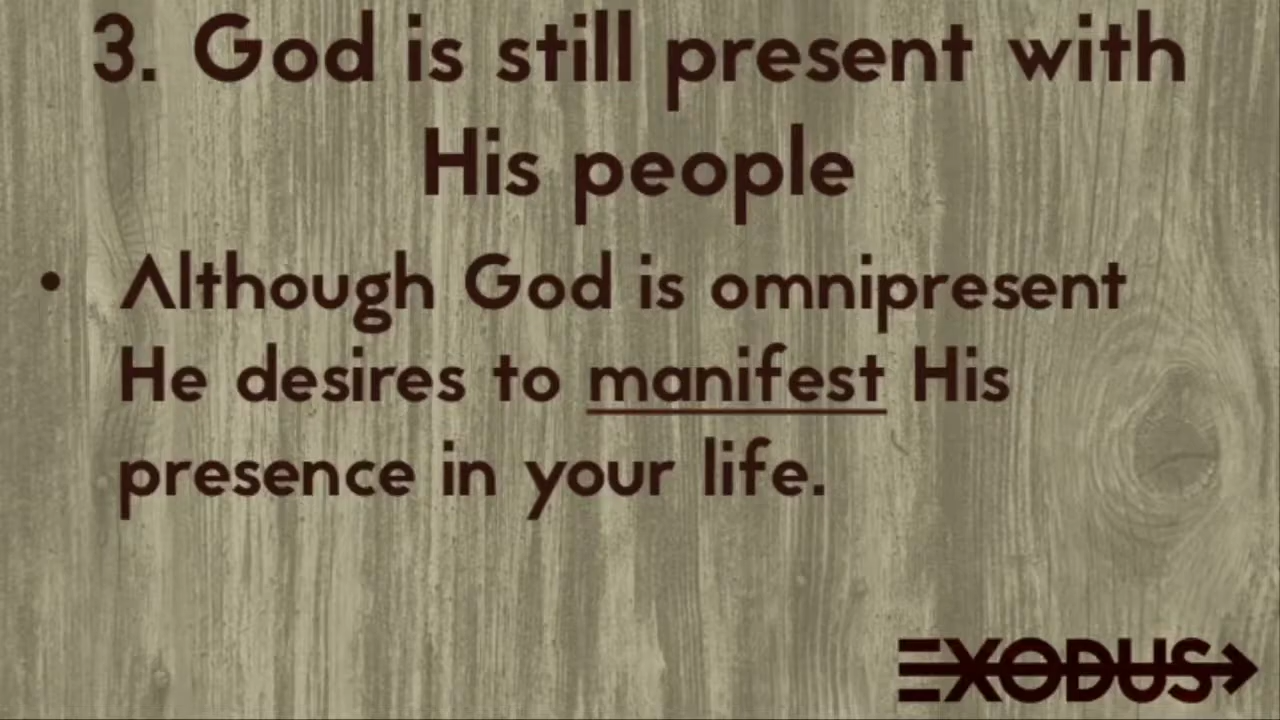 3. God is still present with
His people
• Although God is omnipresent
He desires to manifest His
presence in your life.
EXODUS